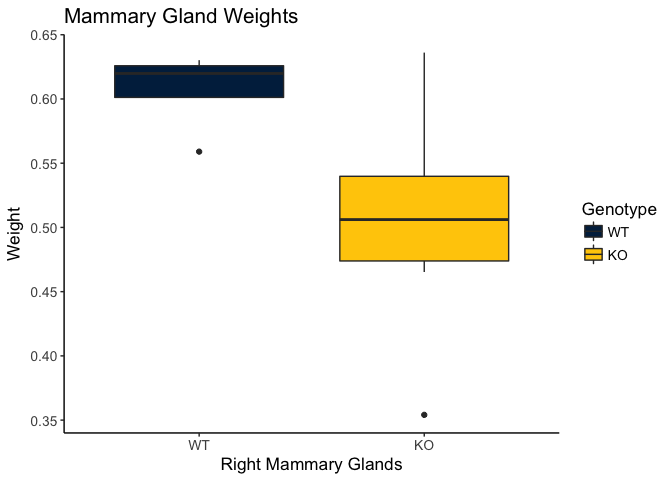 Mammary Gland Weights
0.65
0.60
0.55
0.50
0.45
0.40
0.35
Weight
WT
KO
Right Mammary Glands
Genotype
WT
KO